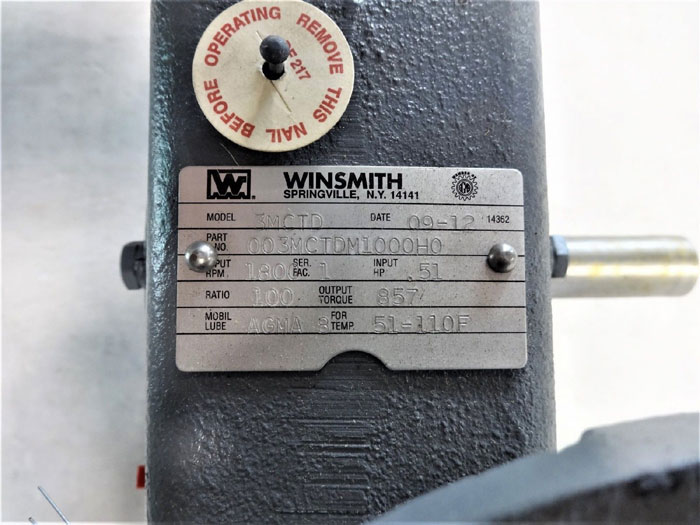 BEFORE OPERATING REMOVE THIS NAIL
217
W
WINSMITH
SPRINGVILLE, N.Y. 14141
MODEL 3MCTD DATE 09-12 14362
PART NO. 003MCTDM1000H0
INPUT RPM 1800 SER. FAC. 1 INPUT HP .51
RATIO 100 OUTPUT TORQUE 857
MOBIL LUBE AGMA 8 FOR TEMP. 51-110F